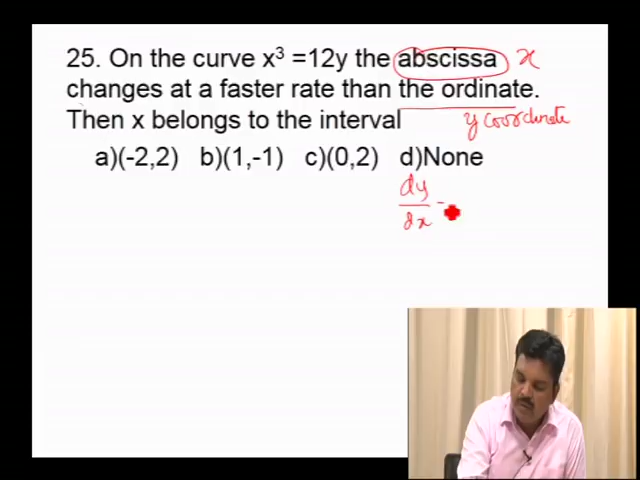 25. On the curve x³ =12y the abscissa x
changes at a faster rate than the ordinate.
Then x belongs to the interval y coordinate
a)(-2,2) b)(1,-1) c)(0,2) d)None
dy
dx -